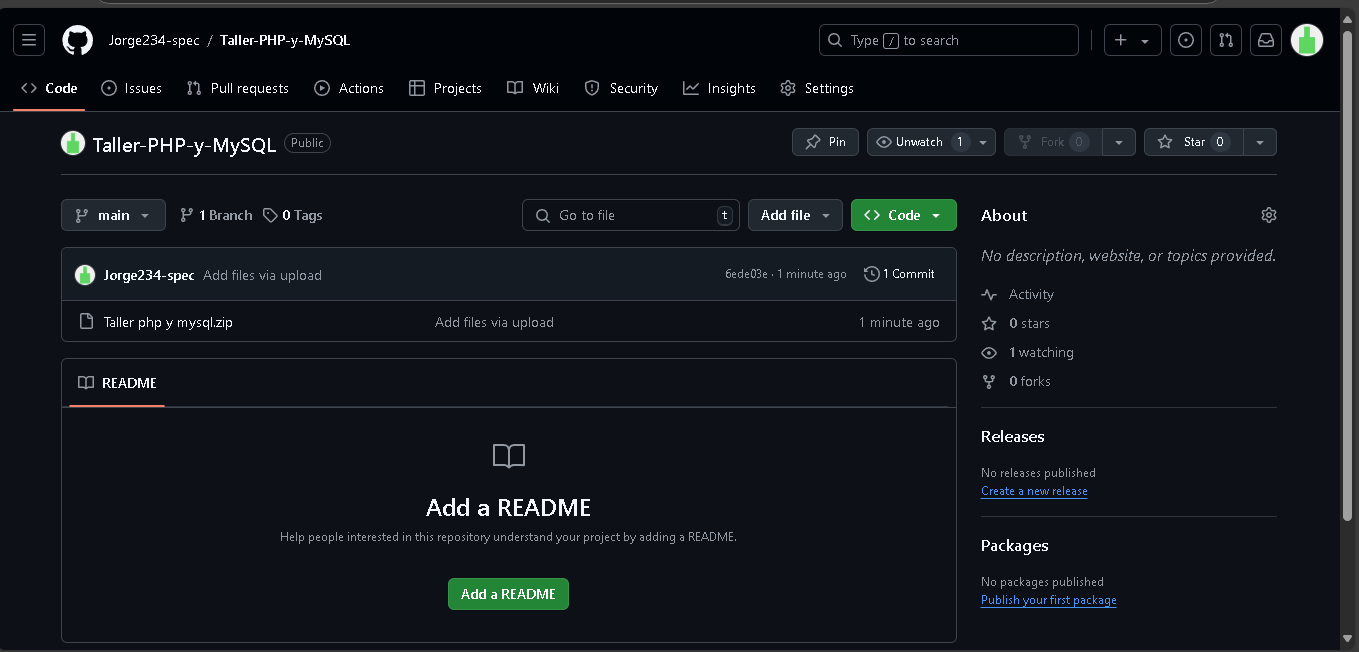 Jorge234-spec / Taller-PHP-y-MySQL Type / to search
Code Issues Pull requests Actions Projects Wiki Security Insights Settings
Taller-PHP-y-MySQL Public Pin Unwatch 1 Fork 0 Star 0
main 1 Branch 0 Tags Go to file t Add file Code
Jorge234-spec Add files via upload 6ede03e · 1 minute ago 1 Commit
Taller php y mysql.zip Add files via upload 1 minute ago
README
Add a README
Help people interested in this repository understand your project by adding a README.
Add a README
About
No description, website, or topics provided.
Activity
0 stars
1 watching
0 forks
Releases
No releases published
Create a new release
Packages
No packages published
Publish your first package